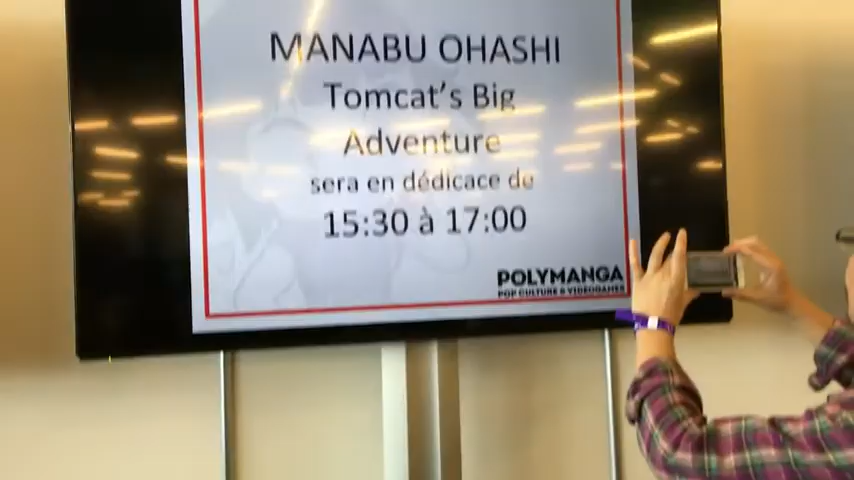 MANABU OHASHI
Tomcat's Big
Adventure
sera en dédicace de
15:30 à 17:00
POLYMANGA
POP CULTURE & VIDEOGAMES